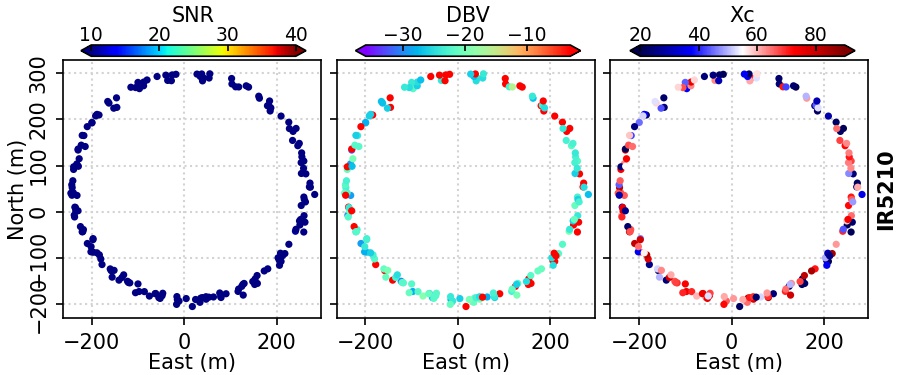 SNR DBV Xc
10 20 30 40 −30 −20 −10 20 40 60 80
North (m)
300
200
100
0
−100
−200
−200 0 200 −200 0 200 −200 0 200
East (m) East (m) East (m)
IR5210